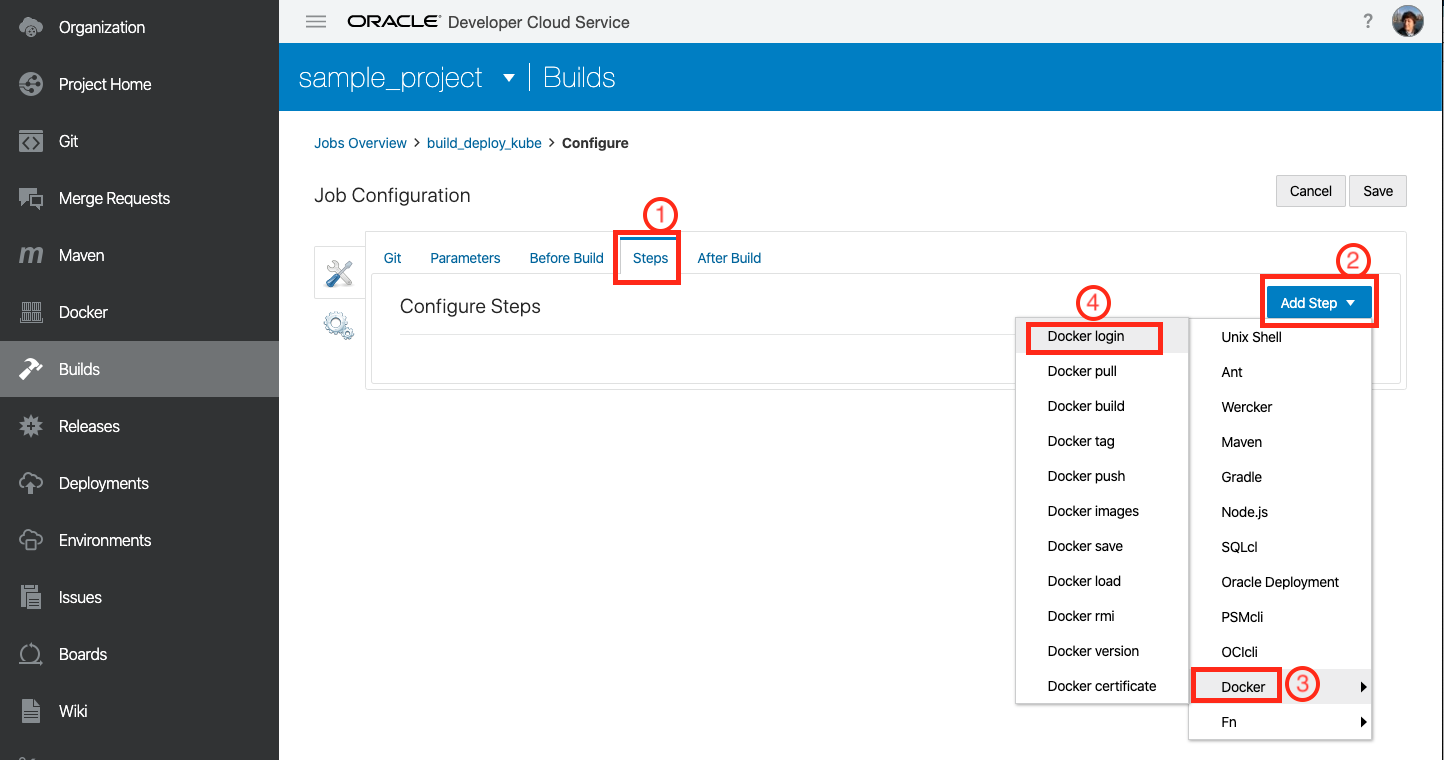 Organization
Project Home
Git
Merge Requests
m Maven
Docker
Builds
Releases
Deployments
Environments
Issues
Boards
Wiki
ORACLE® Developer Cloud Service
?
sample_project Builds
Jobs Overview > build_deploy_kube > Configure
Job Configuration
Cancel Save
1
Git Parameters Before Build Steps After Build
2
Configure Steps
Add Step
4
Docker login
Docker pull
Docker build
Docker tag
Docker push
Docker images
Docker save
Docker load
Docker rmi
Docker version
Docker certificate
Unix Shell
Ant
Wercker
Maven
Gradle
Node.js
SQLcl
Oracle Deployment
PSMcli
OCIcli
Docker 3
Fn